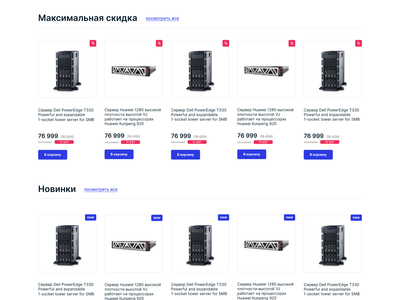 Максимальная скидка посмотреть все
% % % % %
Сервер Dell PowerEdge T330
Powerful and expandable
1-socket tower server for SMB
76 999 76 999
В корзину
Сервер Huawei 1280 высокой
плотности высотой 1U
работает на процессорах
Huawei Kunpeng 920
76 999 76 999
В корзину
Сервер Dell PowerEdge T330
Powerful and expandable
1-socket tower server for SMB
76 999 76 999
В корзину
Сервер Huawei 1280 высокой
плотности высотой 1U
работает на процессорах
Huawei Kunpeng 920
76 999 76 999
В корзину
Сервер Dell PowerEdge T330
Powerful and expandable
1-socket tower server for SMB
76 999 76 999
В корзину
Новинки посмотреть все
new new new new new
Сервер Dell PowerEdge T330
Powerful and expandable
1-socket tower server for SMB
Сервер Huawei 1280 высокой
плотности высотой 1U
работает на процессорах
Huawei Kunpeng 920
Сервер Dell PowerEdge T330
Powerful and expandable
1-socket tower server for SMB
Сервер Huawei 1280 высокой
плотности высотой 1U
работает на процессорах
Huawei Kunpeng 920
Сервер Dell PowerEdge T330
Powerful and expandable
1-socket tower server for SMB